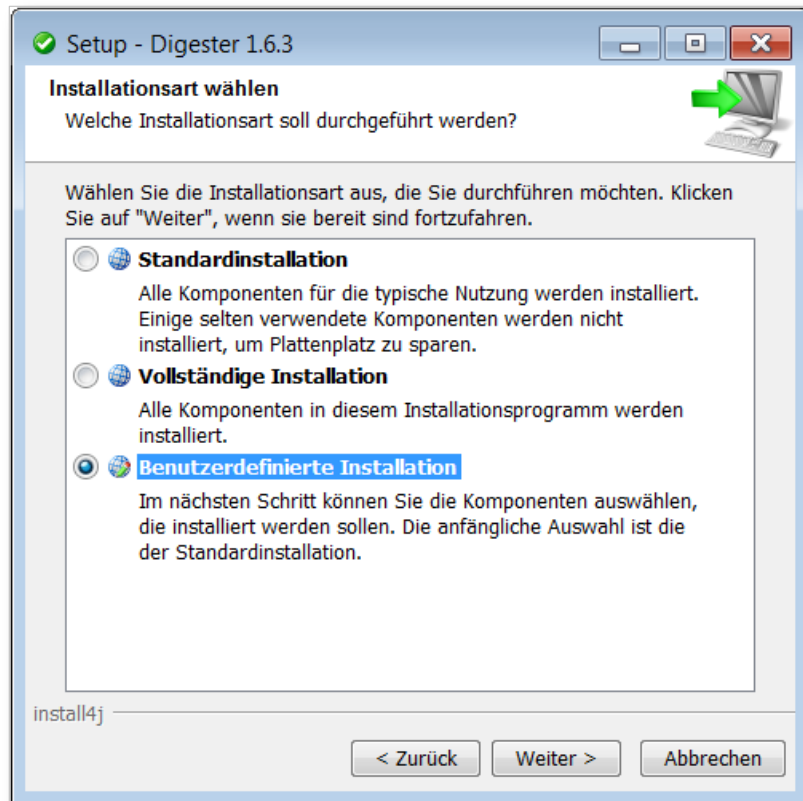 Setup - Digester 1.6.3
Installationsart wählen
Welche Installationsart soll durchgeführt werden?
Wählen Sie die Installationsart aus, die Sie durchführen möchten. Klicken
Sie auf "Weiter", wenn sie bereit sind fortzufahren.
Standardinstallation
Alle Komponenten für die typische Nutzung werden installiert.
Einige selten verwendete Komponenten werden nicht
installiert, um Plattenplatz zu sparen.
Vollständige Installation
Alle Komponenten in diesem Installationsprogramm werden
installiert.
Benutzerdefinierte Installation
Im nächsten Schritt können Sie die Komponenten auswählen,
die installiert werden sollen. Die anfängliche Auswahl ist die
der Standardinstallation.
install4j
< Zurück Weiter > Abbrechen